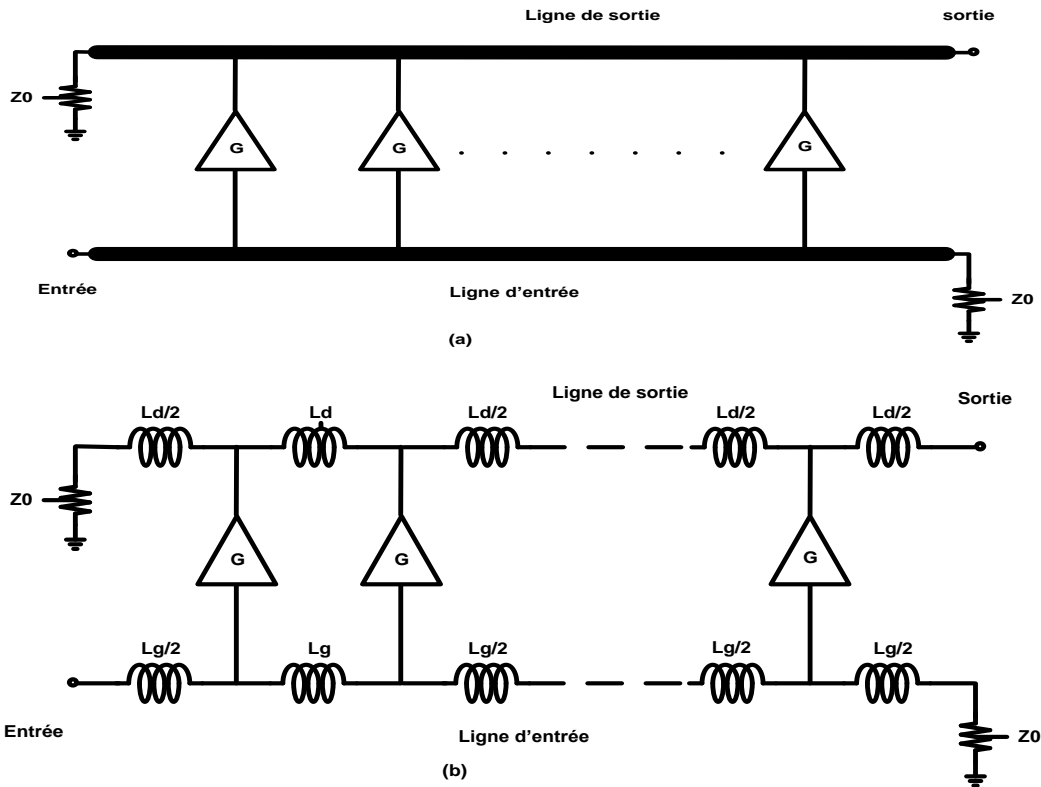 Ligne de sortie
sortie
Z0
G
G
G
Entrée
Ligne d'entrée
Z0
(a)
Ligne de sortie
Sortie
Ld/2
Ld
Ld/2
Ld/2
Ld/2
Z0
G
G
G
Lg/2
Lg
Lg/2
Lg/2
Lg/2
Entrée
Ligne d'entrée
Z0
(b)